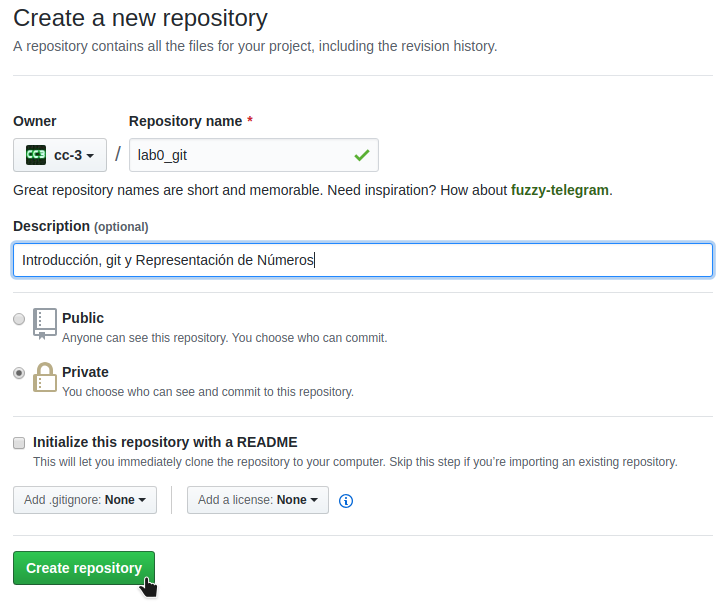 Create a new repository
A repository contains all the files for your project, including the revision history.
Owner
Repository name *
CC3 cc-3 / lab0_git
Great repository names are short and memorable. Need inspiration? How about fuzzy-telegram.
Description (optional)
Introducción, git y Representación de Números
Public
Anyone can see this repository. You choose who can commit.
Private
You choose who can see and commit to this repository.
Initialize this repository with a README
This will let you immediately clone the repository to your computer. Skip this step if you’re importing an existing repository.
Add .gitignore: None
Add a license: None
Create repository